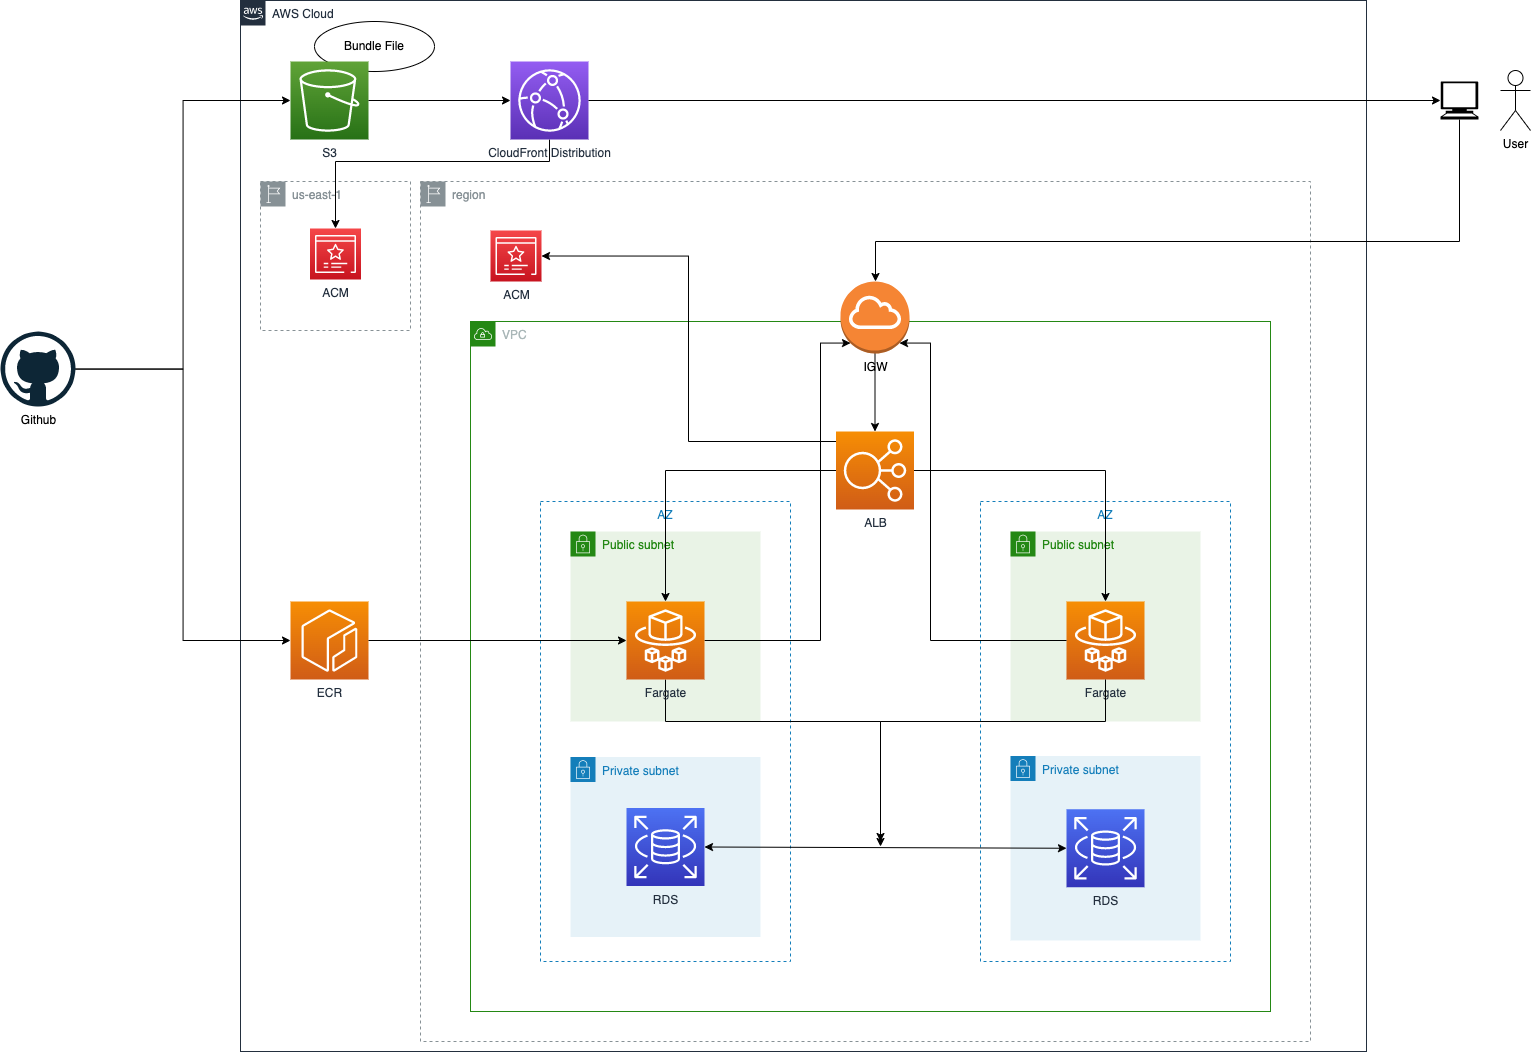 aws
AWS Cloud
Bundle File
S3
CloudFront Distribution
User
us-east-1
region
ACM
ACM
VPC
IGW
Github
ALB
AZ
AZ
Public subnet
Public subnet
ECR
Fargate
Fargate
Private subnet
Private subnet
RDS
RDS